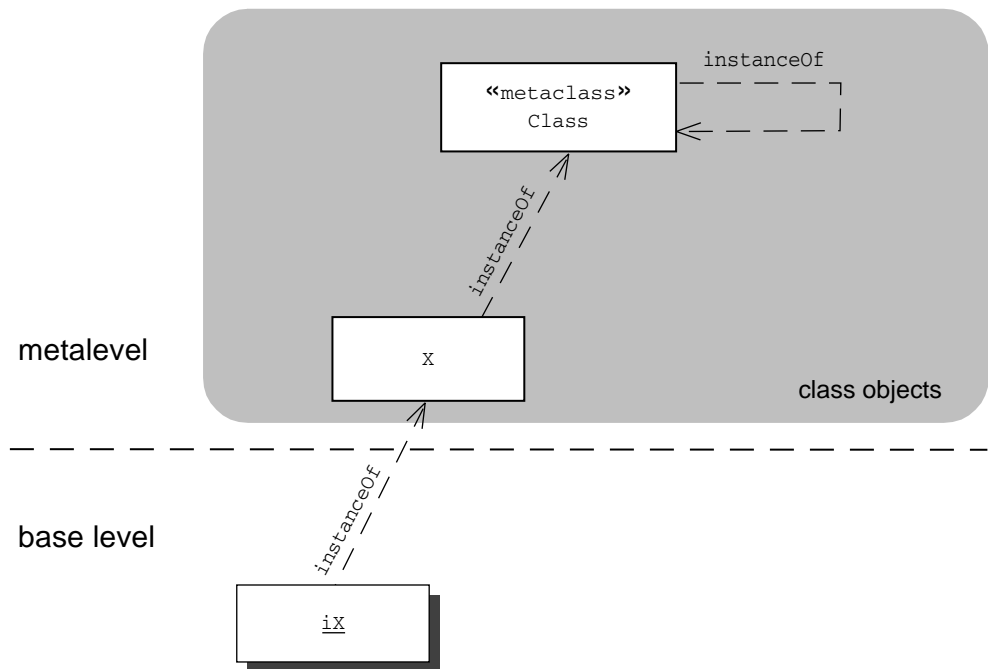 instanceOf
«metaclass»
Class
instanceOf
metalevel
X
class objects
instanceOf
base level
iX